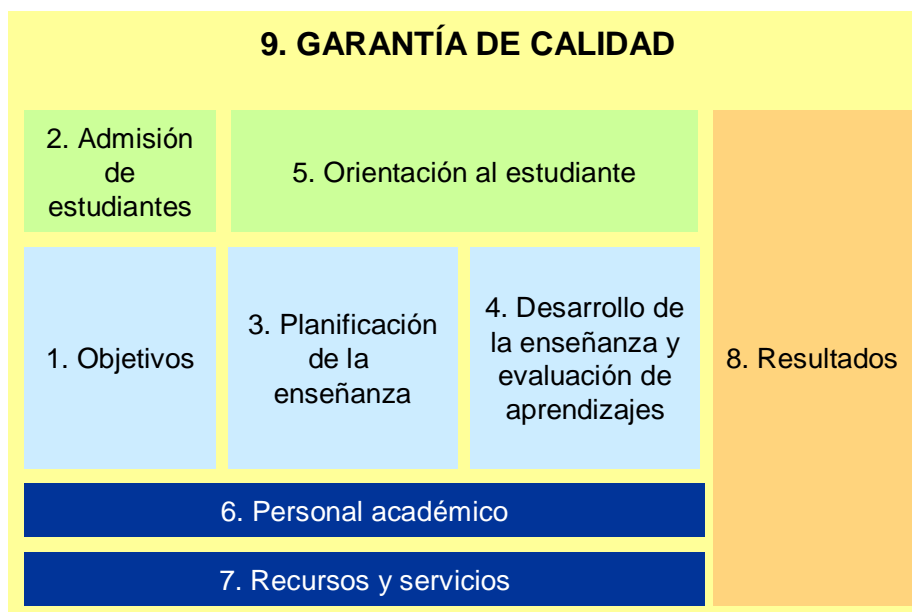 9. GARANTÍA DE CALIDAD
2. Admisión
de
estudiantes
5. Orientación al estudiante
1. Objetivos
3. Planificación
de la
enseñanza
4. Desarrollo de
la enseñanza y
evaluación de
aprendizajes
8. Resultados
6. Personal académico
7. Recursos y servicios